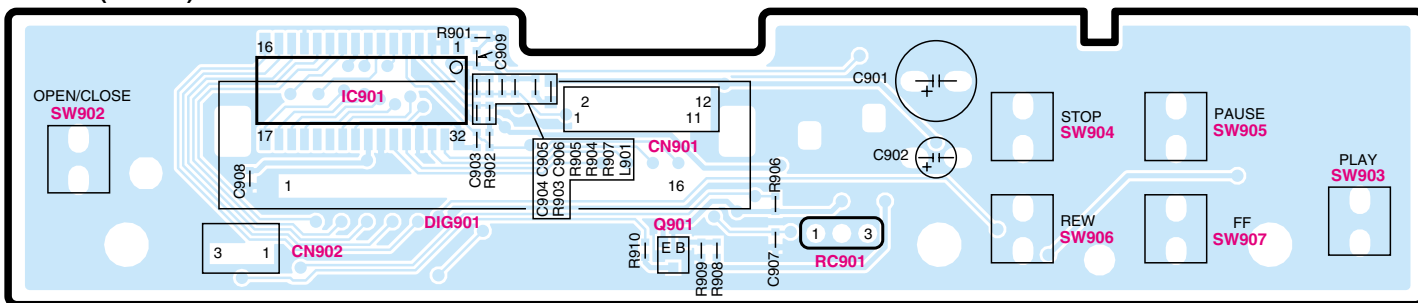 OPEN/CLOSE
SW902
16
1
R901
C909
IC901
17
32
C903
R902
C908
1
16
DIG901
CN902
3
1
2
12
1
11
CN901
C904
C905
R903
C906
R905
R904
R907
L901
Q901
E B
R910
R909
R908
R906
C907
1
3
RC901
C901
+
C902
+
STOP
SW904
PAUSE
SW905
PLAY
SW903
REW
SW906
FF
SW907